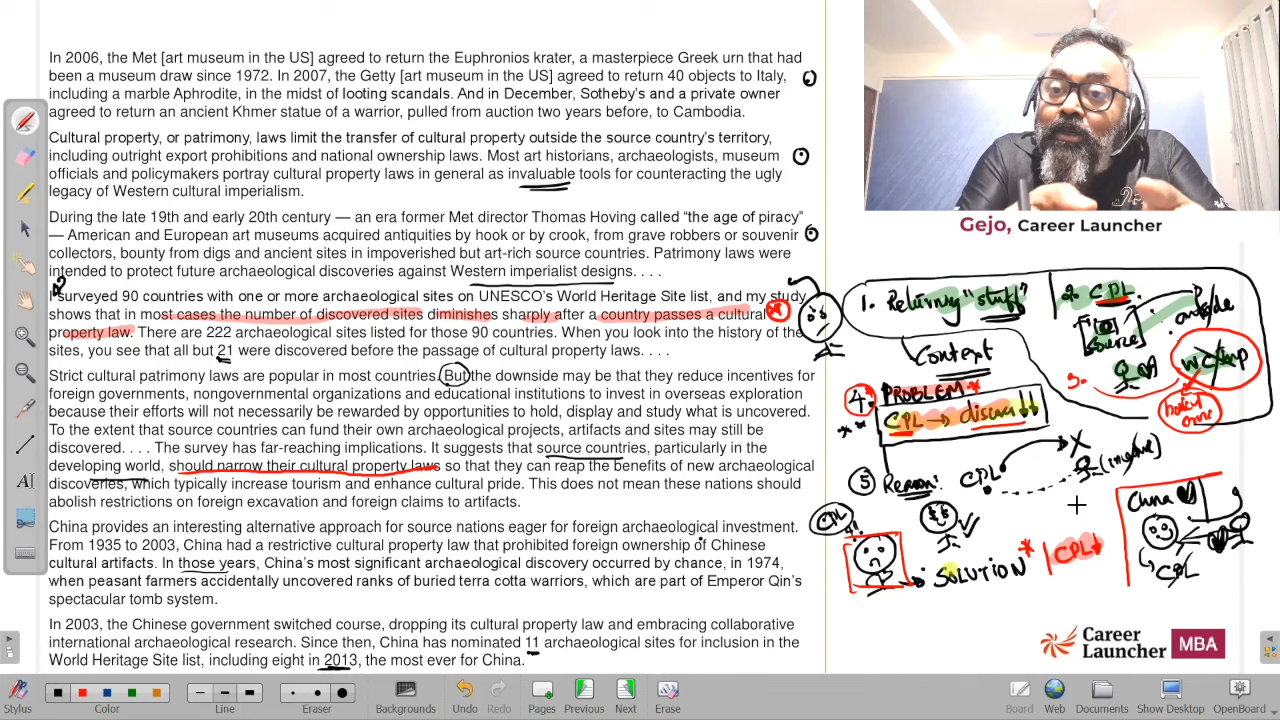 In 2006, the Met [art museum in the US] agreed to return the Euphronios krater, a masterpiece Greek urn that had
been a museum draw since 1972. In 2007, the Getty [art museum in the US] agreed to return 40 objects to Italy,
including a marble Aphrodite, in the midst of looting scandals. And in December, Sotheby's and a private owner
agreed to return an ancient Khmer statue of a warrior, pulled from auction two years before, to Cambodia.
Cultural property, or patrimony, laws limit the transfer of cultural property outside the source country's territory,
including outright export prohibitions and national ownership laws. Most art historians, archaeologists, museum
officials and policymakers portray cultural property laws in general as invaluable tools for counteracting the ugly
legacy of Western cultural imperialism.
During the late 19th and early 20th century — an era former Met director Thomas Hoving called "the age of piracy"
— American and European art museums acquired antiquities by hook or by crook, from grave robbers or souvenir
collectors, bounty from digs and ancient sites in impoverished but art-rich source countries. Patrimony laws were
intended to protect future archaeological discoveries against Western imperialist designs. . . .
I surveyed 90 countries with one or more archaeological sites on UNESCO's World Heritage Site list, and my study
shows that in most cases the number of discovered sites diminishes sharply after a country passes a cultural
property law. There are 222 archaeological sites listed for those 90 countries. When you look into the history of the
sites, you see that all but 21 were discovered before the passage of cultural property laws. . . .
Strict cultural patrimony laws are popular in most countries. But the downside may be that they reduce incentives for
foreign governments, nongovernmental organizations and educational institutions to invest in overseas exploration
because their efforts will not necessarily be rewarded by opportunities to hold, display and study what is uncovered.
To the extent that source countries can fund their own archaeological projects, artifacts and sites may still be
discovered. . . . The survey has far-reaching implications. It suggests that source countries, particularly in the
developing world, should narrow their cultural property laws so that they can reap the benefits of new archaeological
discoveries, which typically increase tourism and enhance cultural pride. This does not mean these nations should
abolish restrictions on foreign excavation and foreign claims to artifacts.
China provides an interesting alternative approach for source nations eager for foreign archaeological investment.
From 1935 to 2003, China had a restrictive cultural property law that prohibited foreign ownership of Chinese
cultural artifacts. In those years, China's most significant archaeological discovery occurred by chance, in 1974,
when peasant farmers accidentally uncovered ranks of buried terra cotta warriors, which are part of Emperor Qin's
spectacular tomb system.
In 2003, the Chinese government switched course, dropping its cultural property law and embracing collaborative
international archaeological research. Since then, China has nominated 11 archaeological sites for inclusion in the
World Heritage Site list, including eight in 2013, the most ever for China.
Gejo, Career Launcher
1. Returning "stuff"
2. CPL
[source]
Context
3.
4. PROBLEM *
CPL → discov ↓↓
5 Reason: CPL
X
China
CPL
SOLUTION *
CPL↓
CPL
Career
Launcher
MBA
Stylus
Color
Line
Eraser
Backgrounds
Undo
Redo
Pages
Previous
Next
Erase
Board
Web
Documents
Show Desktop
OpenBoard